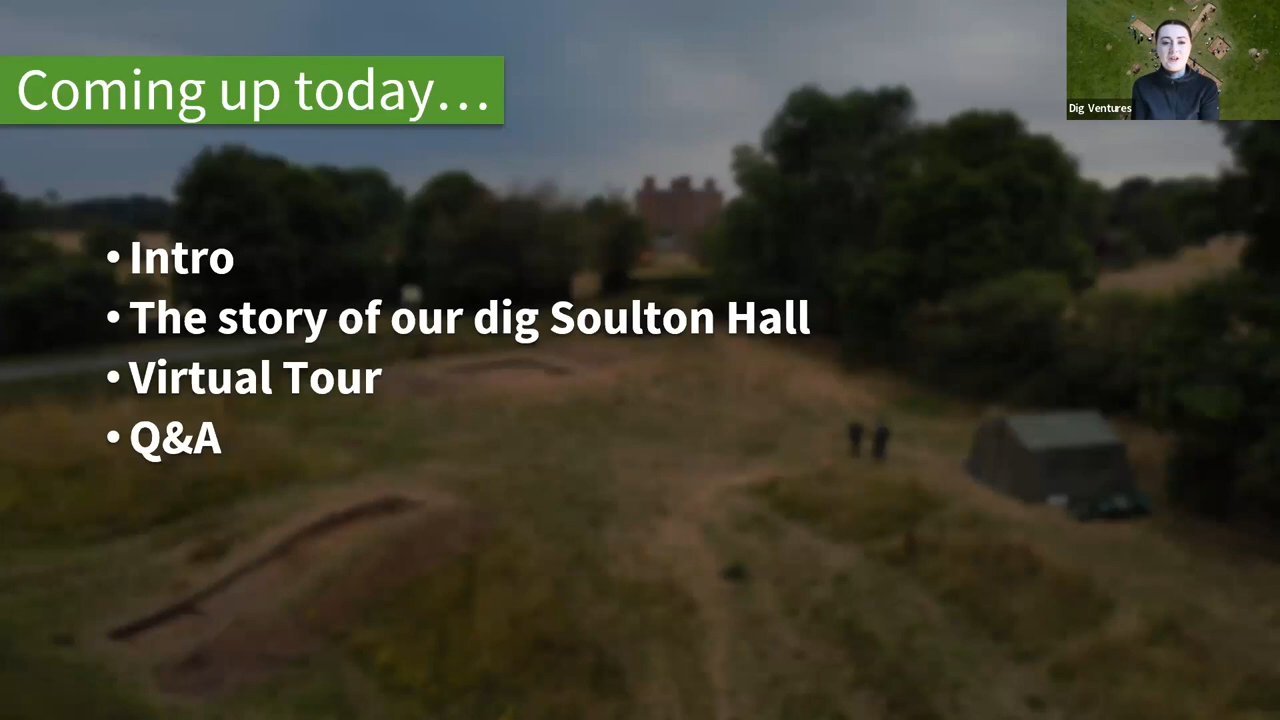 Coming up today…
Dig Ventures
• Intro
• The story of our dig Soulton Hall
• Virtual Tour
• Q&A